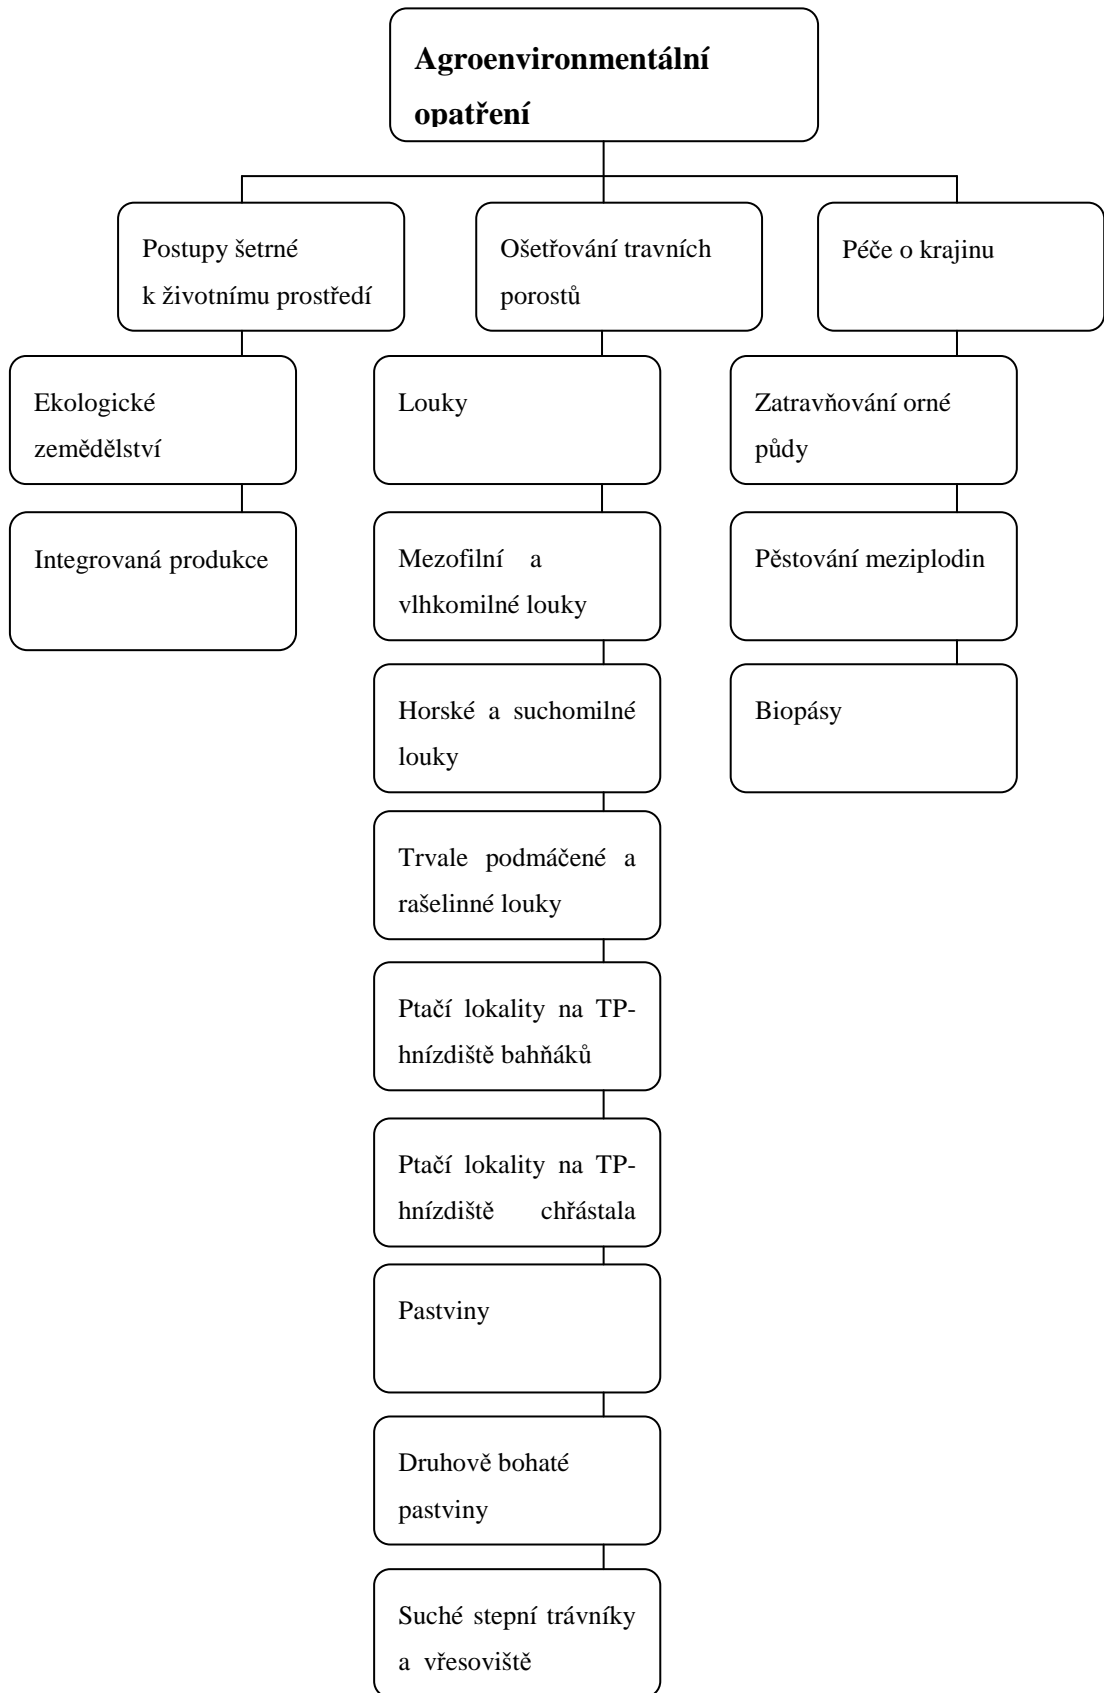 Agroenvironmentální
opatření
Postupy šetrné
k životnímu prostředí
Ošetřování travních
porostů
Péče o krajinu
Ekologické
zemědělství
Integrovaná produkce
Louky
Mezofilní a
vlhkomilné louky
Horské a suchomilné
louky
Trvale podmáčené a
rašelinné louky
Ptačí lokality na TP-
hnízdiště bahňáků
Ptačí lokality na TP-
hnízdiště chřástala
Pastviny
Druhově bohaté
pastviny
Suché stepní trávníky
a vřesoviště
Zatravňování orné
půdy
Pěstování meziplodin
Biopásy